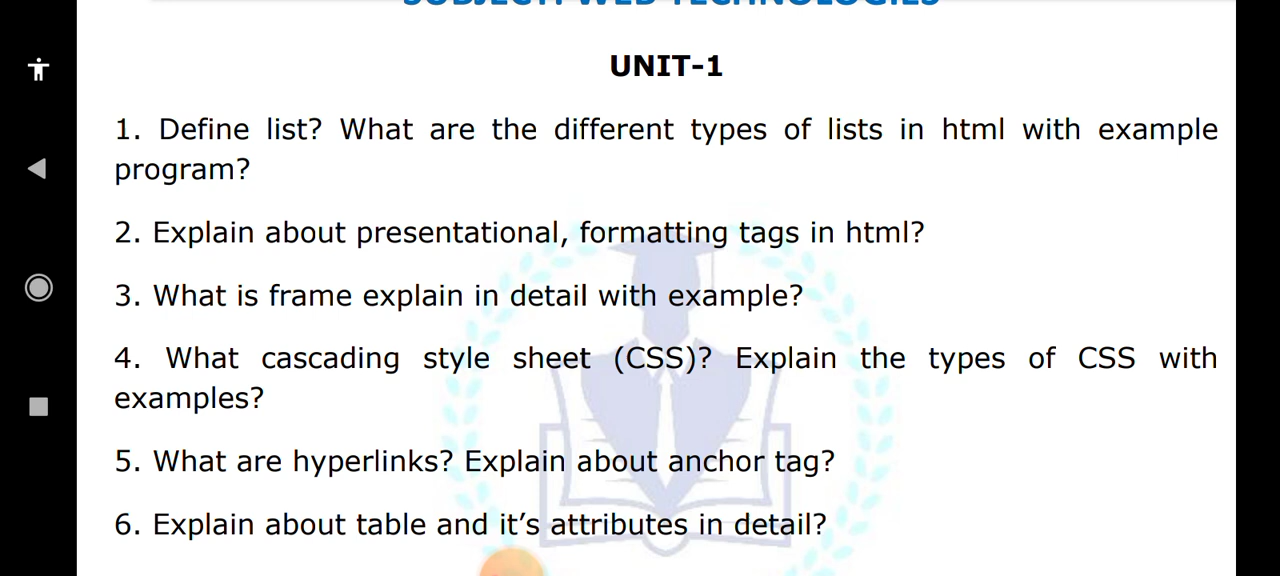 SUBJECT: WEB TECHNOLOGIES
UNIT-1
1. Define list? What are the different types of lists in html with example
program?
2. Explain about presentational, formatting tags in html?
3. What is frame explain in detail with example?
4. What cascading style sheet (CSS)? Explain the types of CSS with
examples?
5. What are hyperlinks? Explain about anchor tag?
6. Explain about table and it’s attributes in detail?